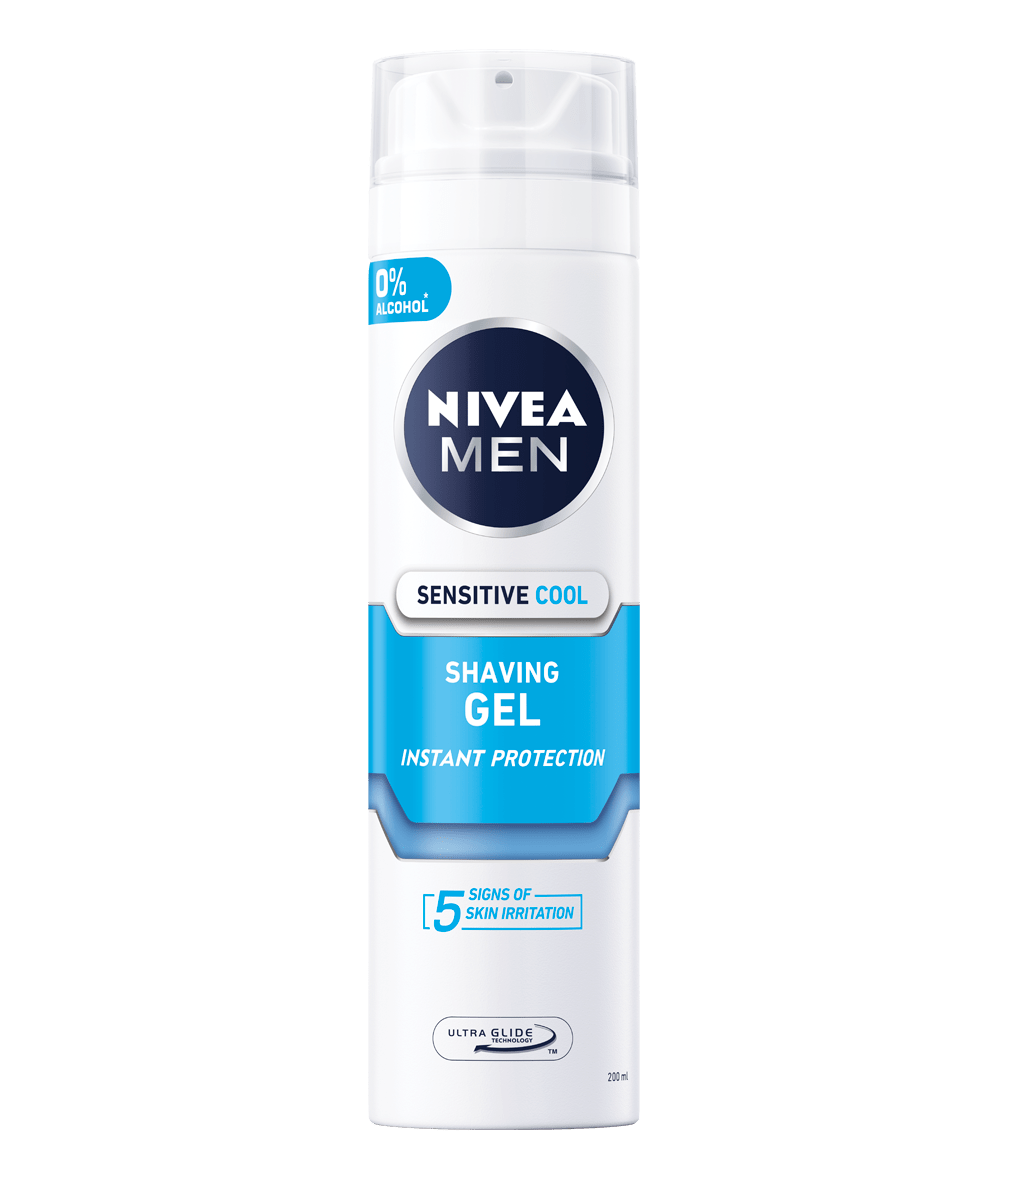 0%
ALCOHOL*
NIVEA
MEN
SENSITIVE COOL
SHAVING
GEL
INSTANT PROTECTION
5 SIGNS OF
SKIN IRRITATION
ULTRA GLIDE
TECHNOLOGY
TM
200 ml